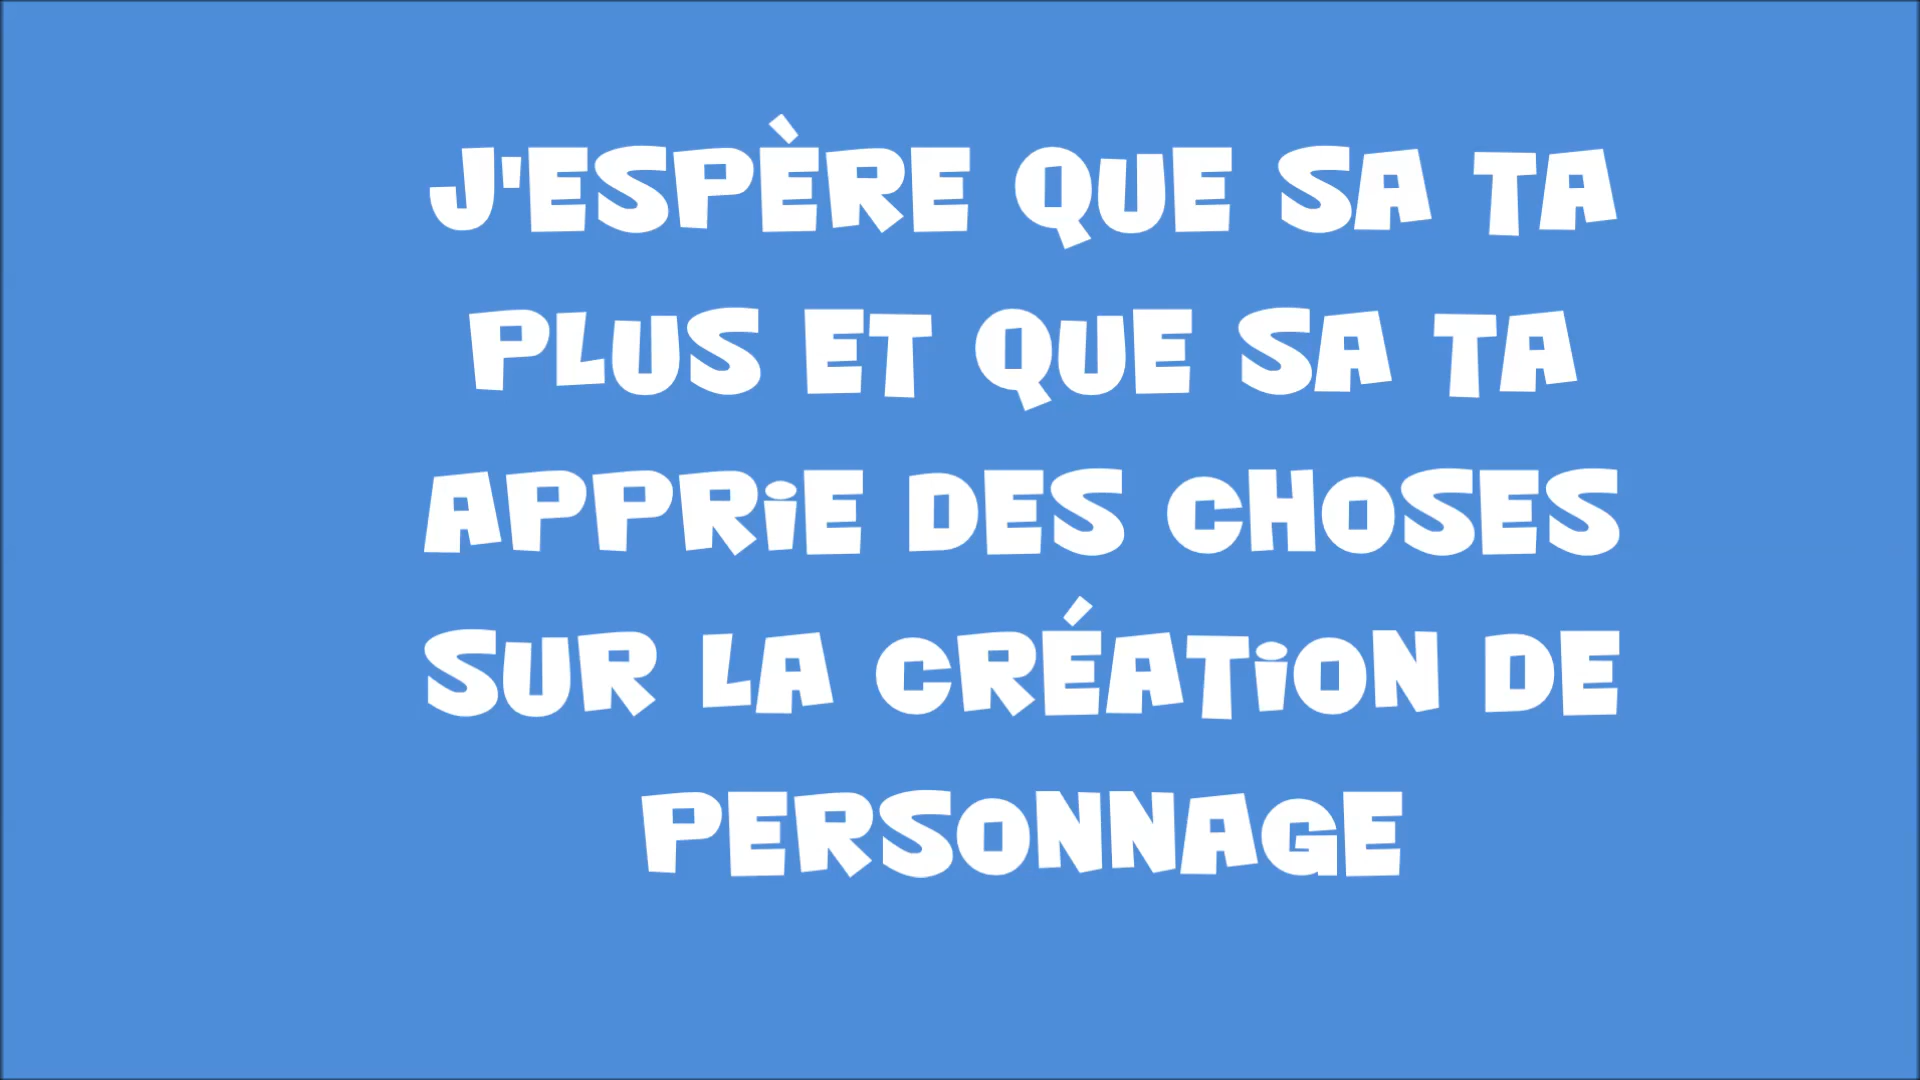 J'ESPÈRE QUE SA TA
PLUS ET QUE SA TA
APPRIE DES CHOSES
SUR LA CRÉATION DE
PERSONNAGE